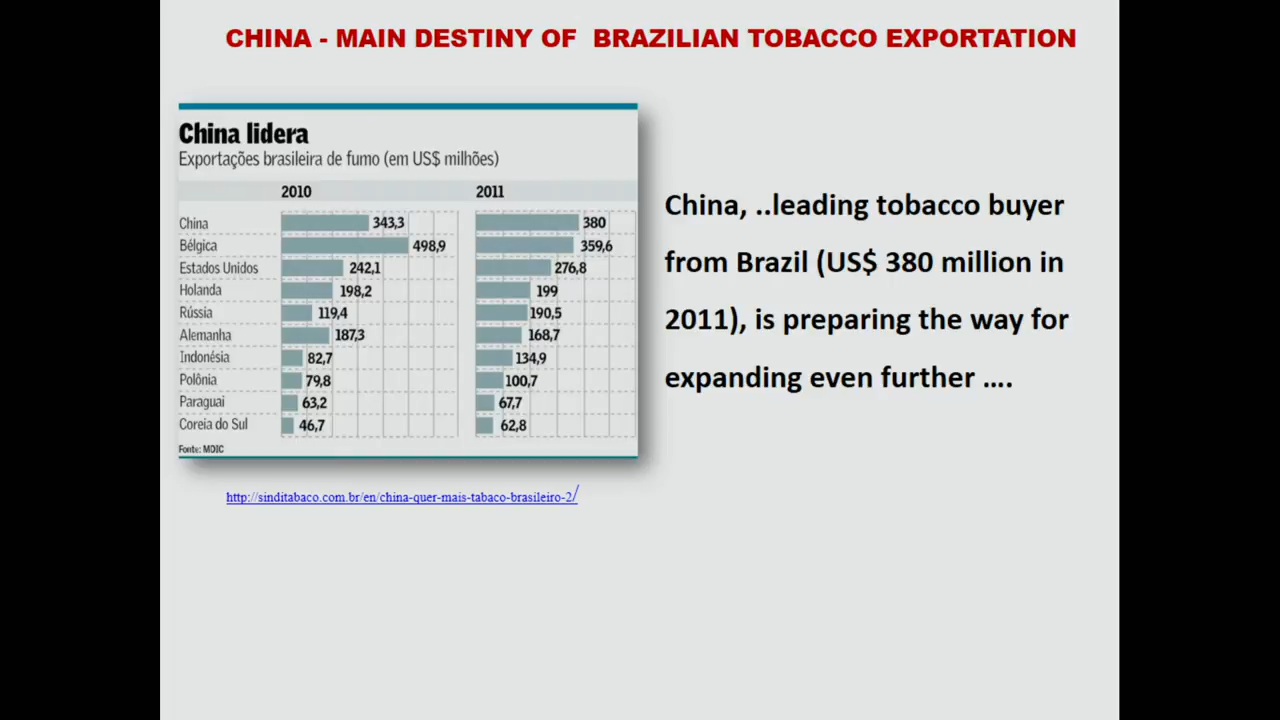 CHINA - MAIN DESTINY OF BRAZILIAN TOBACCO EXPORTATION
China lidera
Exportações brasileira de fumo (em US$ milhões)
2010 2011
China 343,3 380
Bélgica 498,9 359,6
Estados Unidos 242,1 276,8
Holanda 198,2 199
Rússia 119,4 190,5
Alemanha 187,3 168,7
Indonésia 82,7 134,9
Polônia 79,8 100,7
Paraguai 63,2 67,7
Coreia do Sul 46,7 62,8
Fonte: MDIC
http://sinditabaco.com.br/en/china-quer-mais-tabaco-brasileiro-2/
China, ..leading tobacco buyer
from Brazil (US$ 380 million in
2011), is preparing the way for
expanding even further ....